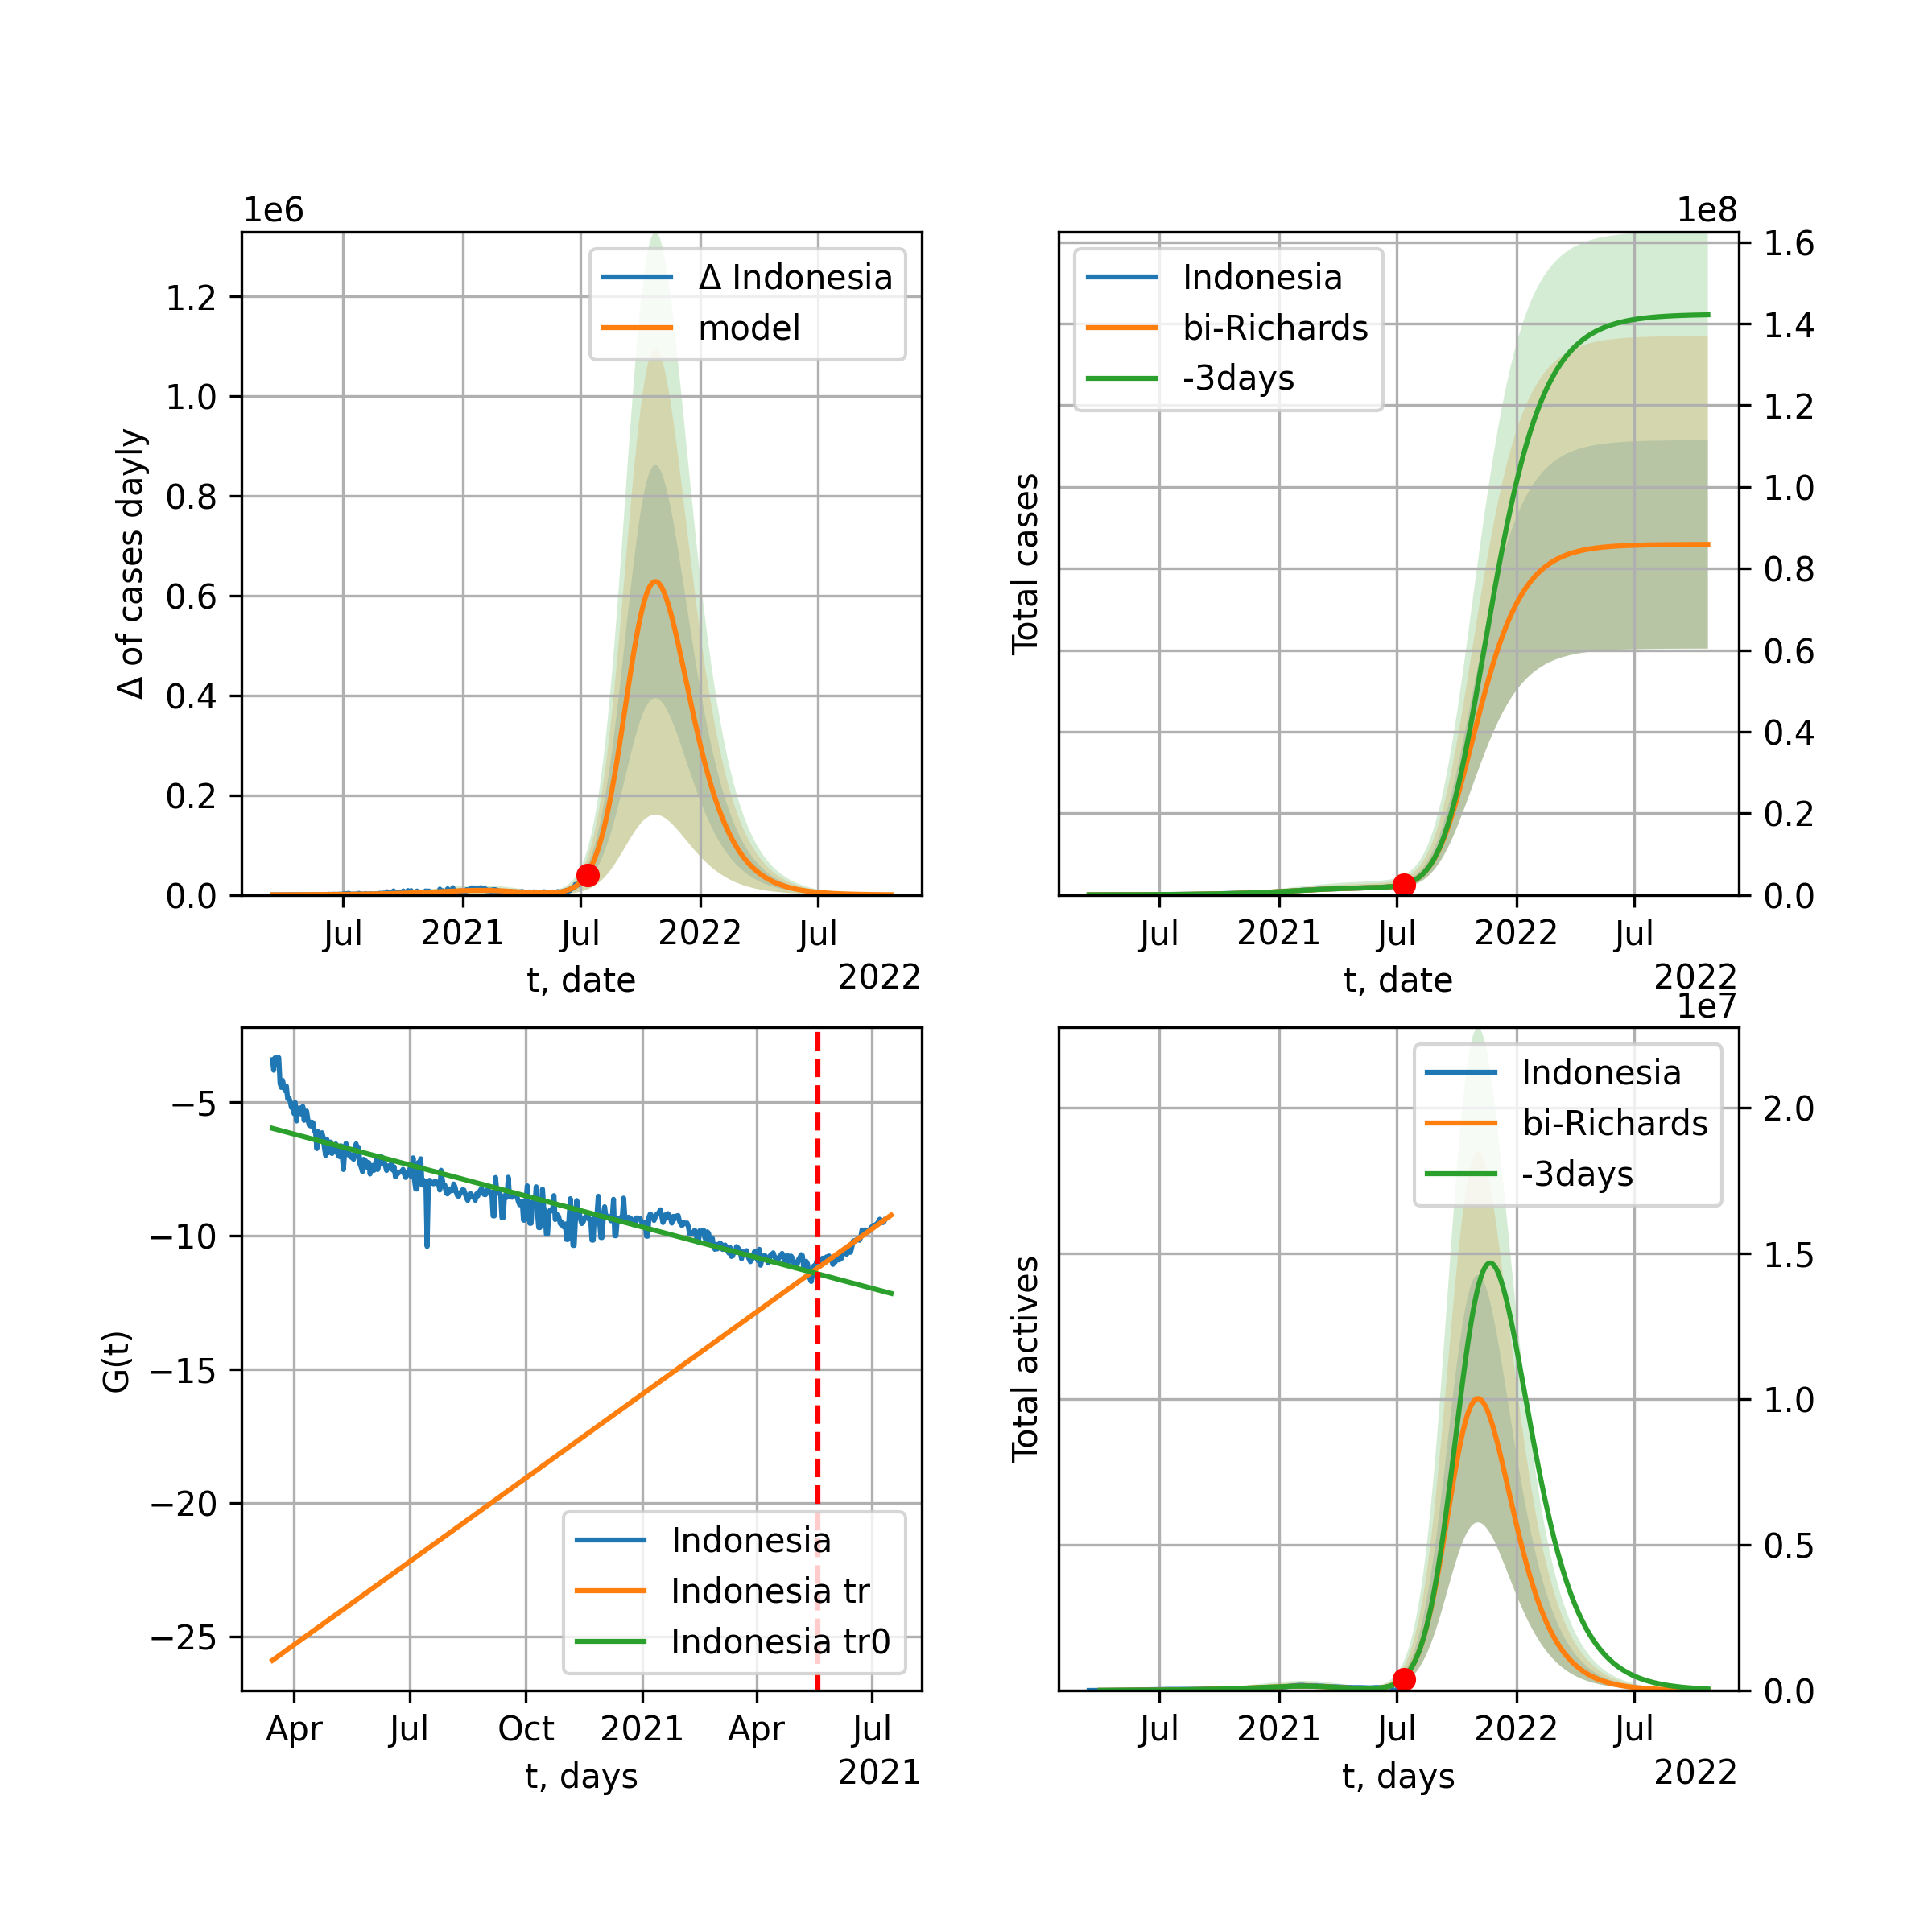 1e6
Δ Indonesia
model
1.2
1.0
0.8
0.6
0.4
0.2
0.0
Δ of cases dayly
Jul 2021 Jul 2022 Jul
t, date
2022
1e8
Indonesia
bi-Richards
-3days
1.6
1.4
1.2
1.0
0.8
0.6
0.4
0.2
0.0
Total cases
Jul 2021 Jul 2022 Jul
t, date
2022
−5
−10
−15
−20
−25
G(t)
Indonesia
Indonesia tr
Indonesia tr0
Apr Jul Oct 2021 Apr Jul
t, days
2021
1e7
Indonesia
bi-Richards
-3days
2.0
1.5
1.0
0.5
0.0
Total actives
Jul 2021 Jul 2022 Jul
t, days
2022